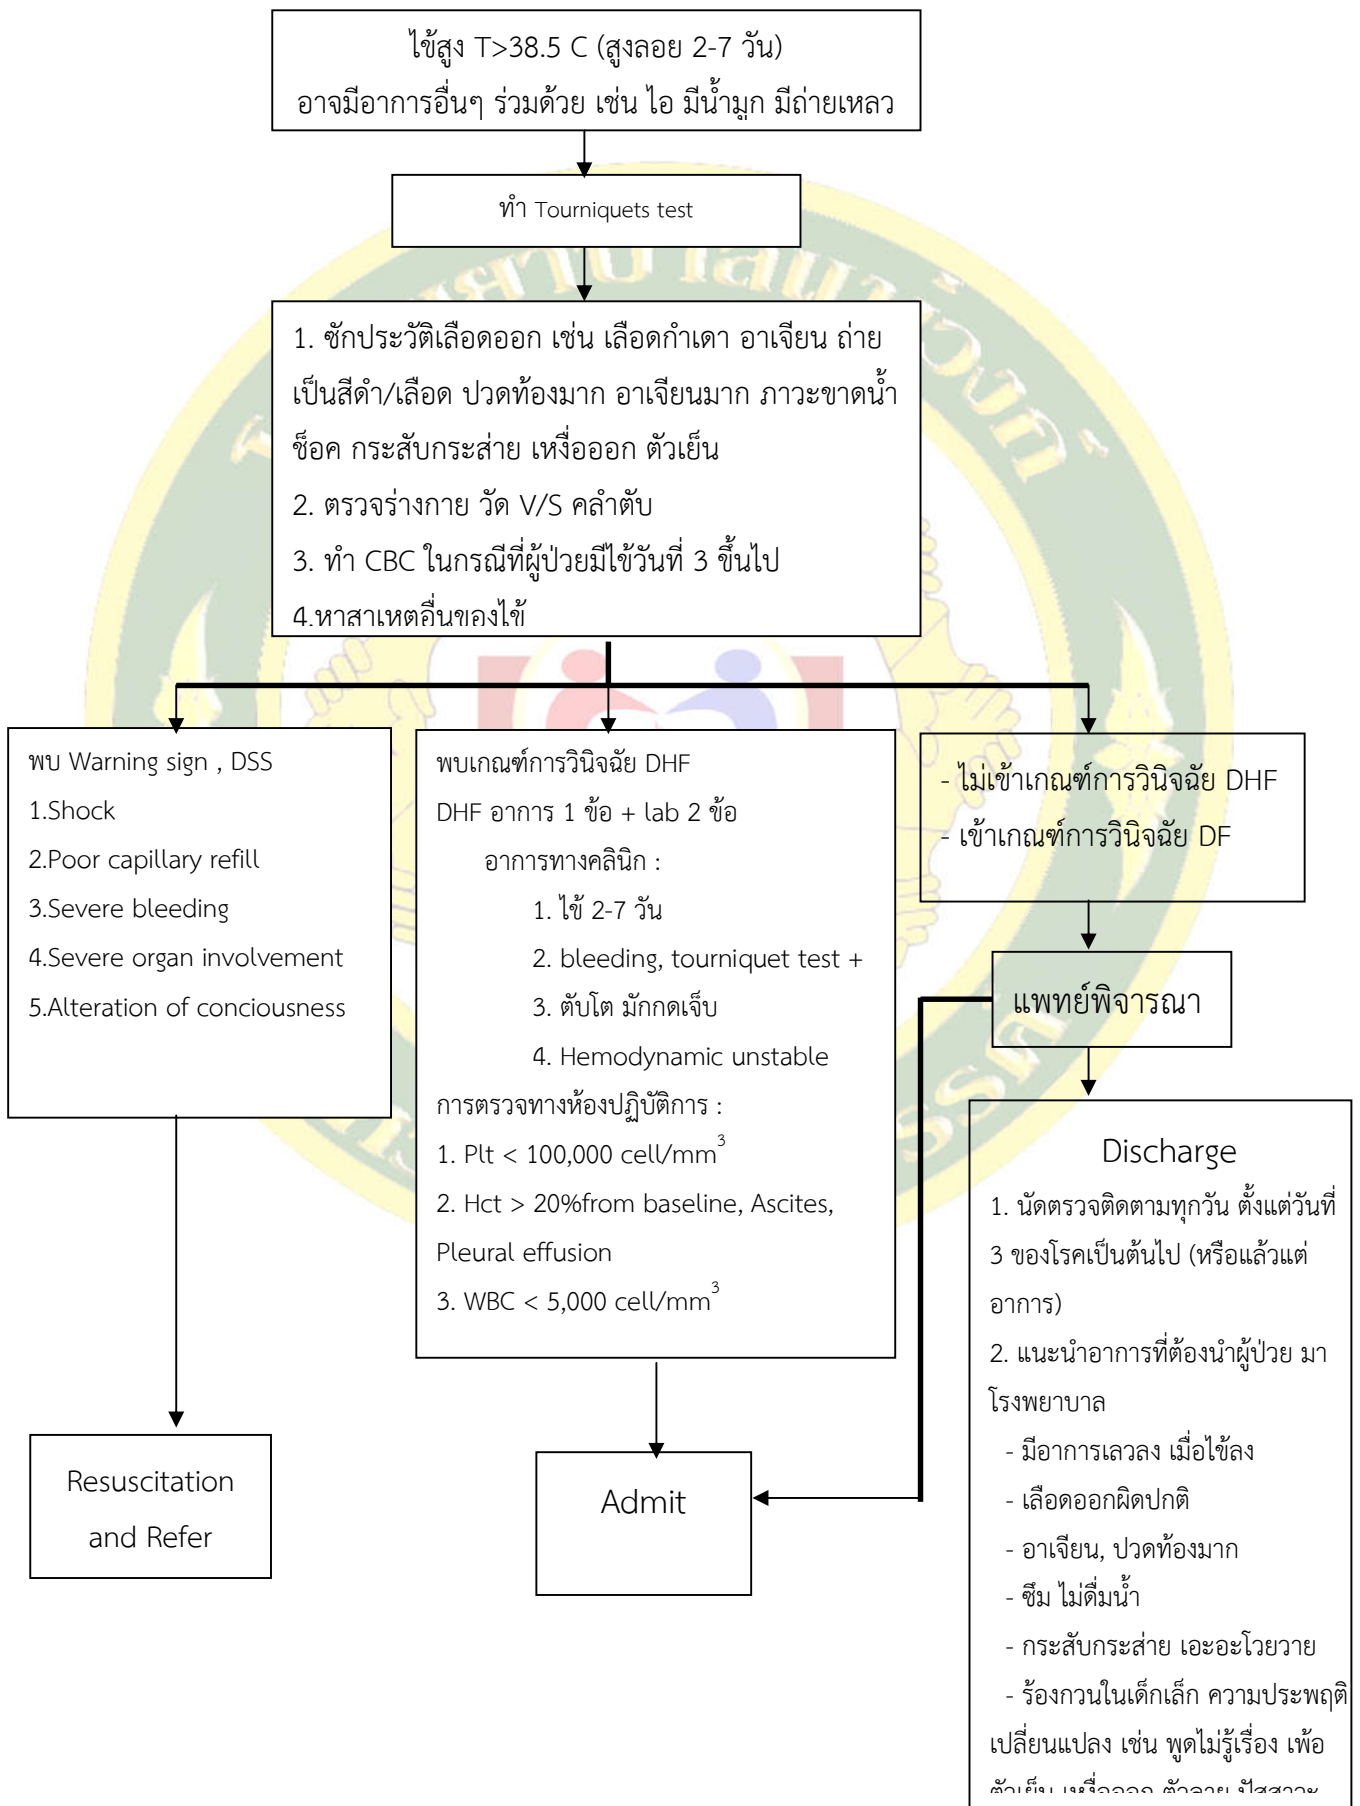 ไข้สูง T>38.5 C (สูงลอย 2-7 วัน)
อาจมีอาการอื่นๆ ร่วมด้วย เช่น ไอ มีน้ำมูก มีถ่ายเหลว
ทำ Tourniquets test
1. ซักประวัติเลือดออก เช่น เลือดกำเดา อาเจียน ถ่าย
เป็นสีดำ/เลือด ปวดท้องมาก อาเจียนมาก ภาวะขาดน้ำ
ช็อค กระสับกระส่าย เหงื่อออก ตัวเย็น
2. ตรวจร่างกาย วัด V/S คลำตับ
3. ทำ CBC ในกรณีที่ผู้ป่วยมีไข้วันที่ 3 ขึ้นไป
4.หาสาเหตอื่นของไข้
พบ Warning sign , DSS
1.Shock
2.Poor capillary refill
3.Severe bleeding
4.Severe organ involvement
5.Alteration of conciousness
Resuscitation
and Refer
พบเกณฑ์การวินิจฉัย DHF
DHF อาการ 1 ข้อ + lab 2 ข้อ
อาการทางคลินิก :
1. ไข้ 2-7 วัน
2. bleeding, tourniquet test +
3. ตับโต มักกดเจ็บ
4. Hemodynamic unstable
การตรวจทางห้องปฏิบัติการ :
1. Plt < 100,000 cell/mm³
2. Hct > 20%from baseline, Ascites,
Pleural effusion
3. WBC < 5,000 cell/mm³
Admit
- ไม่เข้าเกณฑ์การวินิจฉัย DHF
- เข้าเกณฑ์การวินิจฉัย DF
แพทย์พิจารณา
Discharge
1. นัดตรวจติดตามทุกวัน ตั้งแต่วันที่
3 ของโรคเป็นต้นไป (หรือแล้วแต่
อาการ)
2. แนะนำอาการที่ต้องนำผู้ป่วย มา
โรงพยาบาล
- มีอาการเลวลง เมื่อไข้ลง
- เลือดออกผิดปกติ
- อาเจียน, ปวดท้องมาก
- ซึม ไม่ดื่มน้ำ
- กระสับกระส่าย เอะอะโวยวาย
- ร้องกวนในเด็กเล็ก ความประพฤติ
เปลี่ยนแปลง เช่น พูดไม่รู้เรื่อง เพ้อ
ตัวเย็น เหงื่อออก ตัวลาย ปัสสาวะ